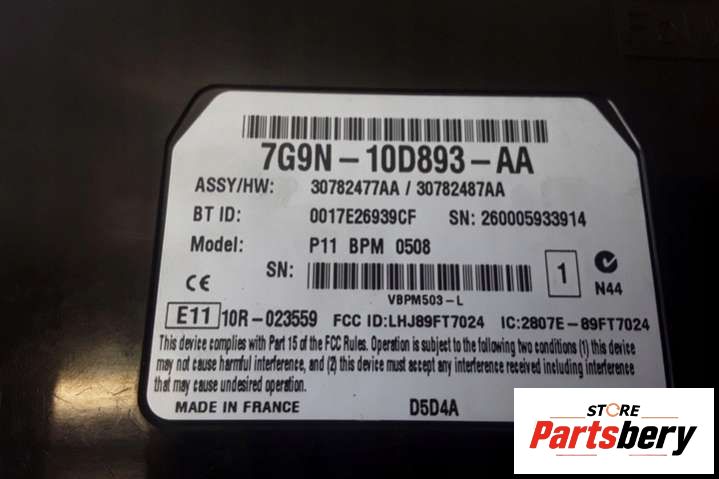 7G9N-10D893-AA
ASSY/HW: 30782477AA / 30782487AA
BT ID: 0017E26939CF SN: 260005933914
Model: P11 BPM 0508
SN:
VBPM503-L
1
N44
CE
E11 10R-023559 FCC ID:LHJ89FT7024 IC:2807E-89FT7024
This device complies with Part 15 of the FCC Rules. Operation is subject to the following two conditions (1) this device
may not cause harmful interference, and (2) this device must accept any interference received including interference
that may cause undesired operation.
MADE IN FRANCE D5D4A
STORE
Partsbery